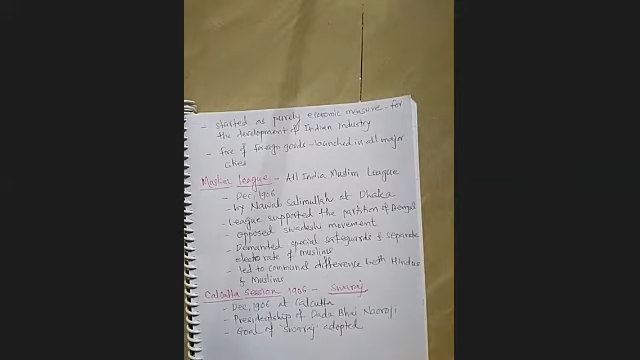 - started as purely economic measure - for
the development of Indian Industry
- fire of foreign goods - launched in all major
cities
Muslim League - All India Muslim League
- Dec, 1906
- by Nawab Salimullah at Dhaka
- League supported the partition of Bengal
- opposed swadeshi movement
- Demanded special safeguards & separate
electorate of muslims
- led to communal difference b/w Hindus
& Muslims
Calcutta Session 1906 - Swaraj
- Dec, 1906 at Calcutta
- Presidentship of Dada Bhai Naoroji
- Goal of 'swaraj' adopted